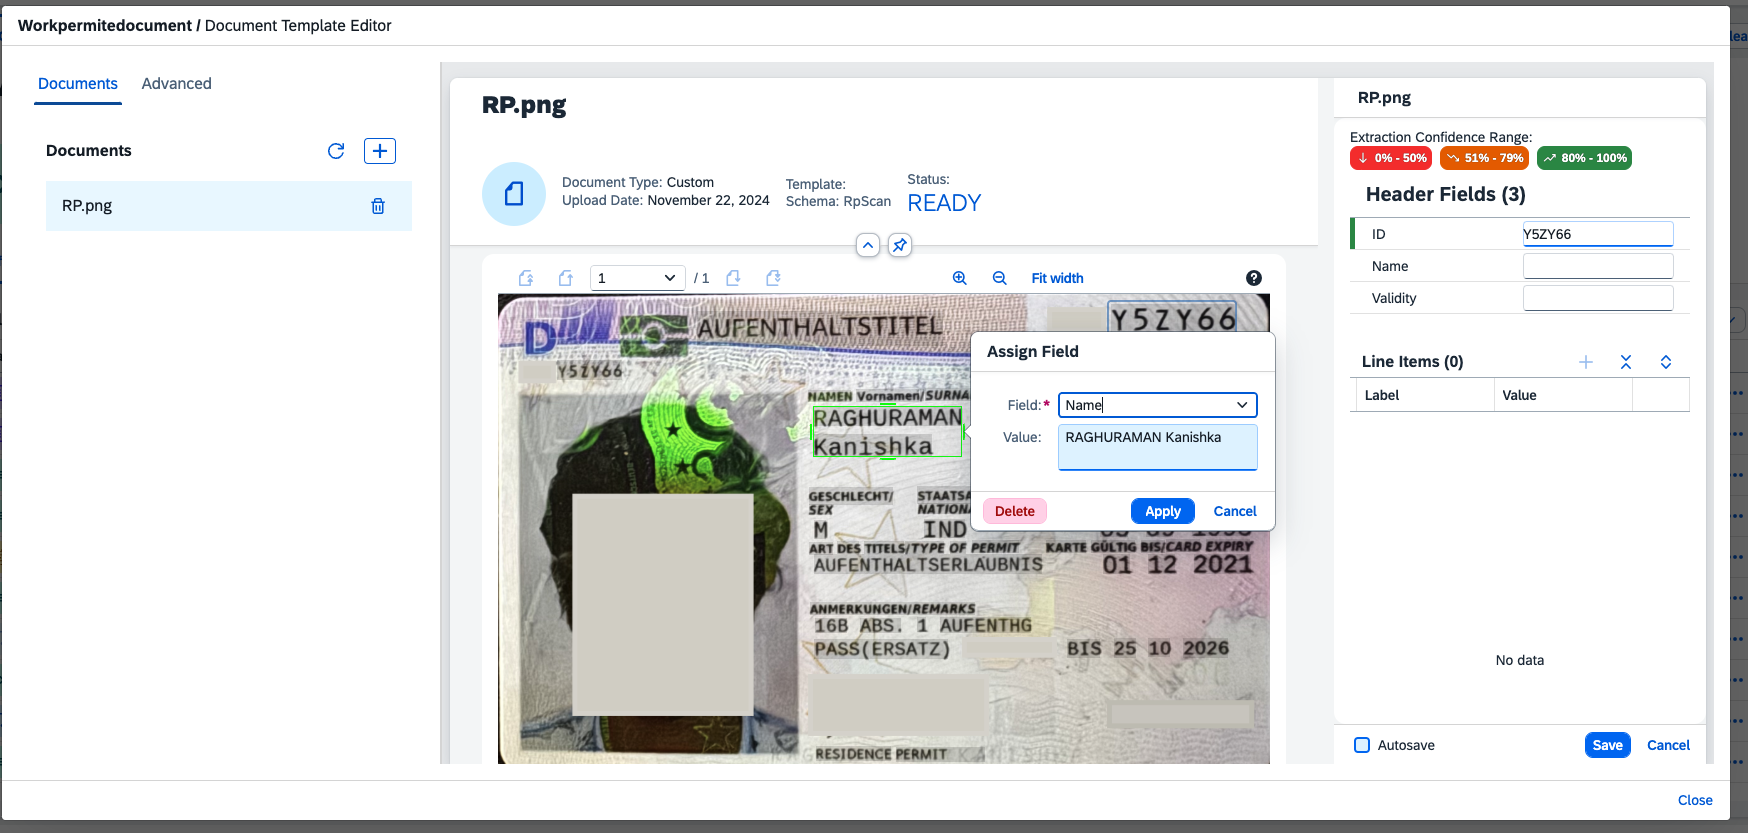 Workpermitedocument / Document Template Editor
Documents
Advanced
Documents
RP.png
RP.png
Document Type: Custom
Upload Date: November 22, 2024
Template:
Schema: RpScan
Status:
READY
1
/ 1
Fit width
?
D
AUFENTHALTSTITEL
Y5ZY66
Y5ZY66
NAMEN Vornamen/SURNA
RAGHURAMAN
Kanishka
GESCHLECHT/
SEX
M
STAATSA
NATIONA
IND
ART DES TITELS/TYPE OF PERMIT
AUFENTHALTSERLAUBNIS
KARTE GÜLTIG BIS/CARD EXPIRY
01 12 2021
ANMERKUNGEN/REMARKS
16B ABS. 1 AUFENTHG
PASS(ERSATZ)
BIS 25 10 2026
RESIDENCE PERMIT
Assign Field
Field:*
Name
Value:
RAGHURAMAN Kanishka
Delete
Apply
Cancel
RP.png
Extraction Confidence Range:
0% - 50%
51% - 79%
80% - 100%
Header Fields (3)
ID
Y5ZY66
Name
Validity
Line Items (0)
Label
Value
No data
Autosave
Save
Cancel
Close